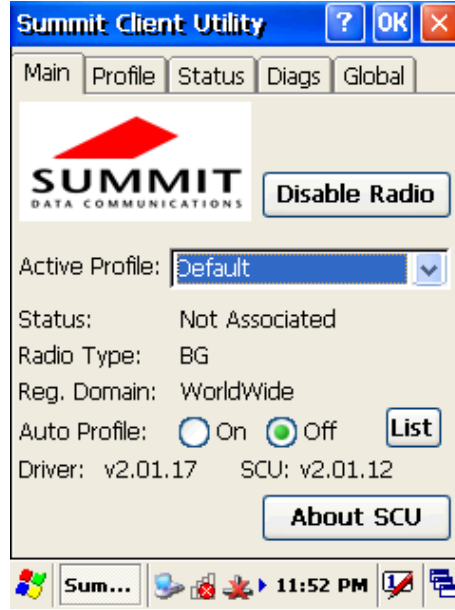 Summit Client Utility ? OK ×
Main Profile Status Diags Global
SUMMIT
DATA COMMUNICATIONS
Disable Radio
Active Profile: Default
Status: Not Associated
Radio Type: BG
Reg. Domain: WorldWide
Auto Profile: On Off List
Driver: v2.01.17 SCU: v2.01.12
About SCU
Sum... 11:52 PM